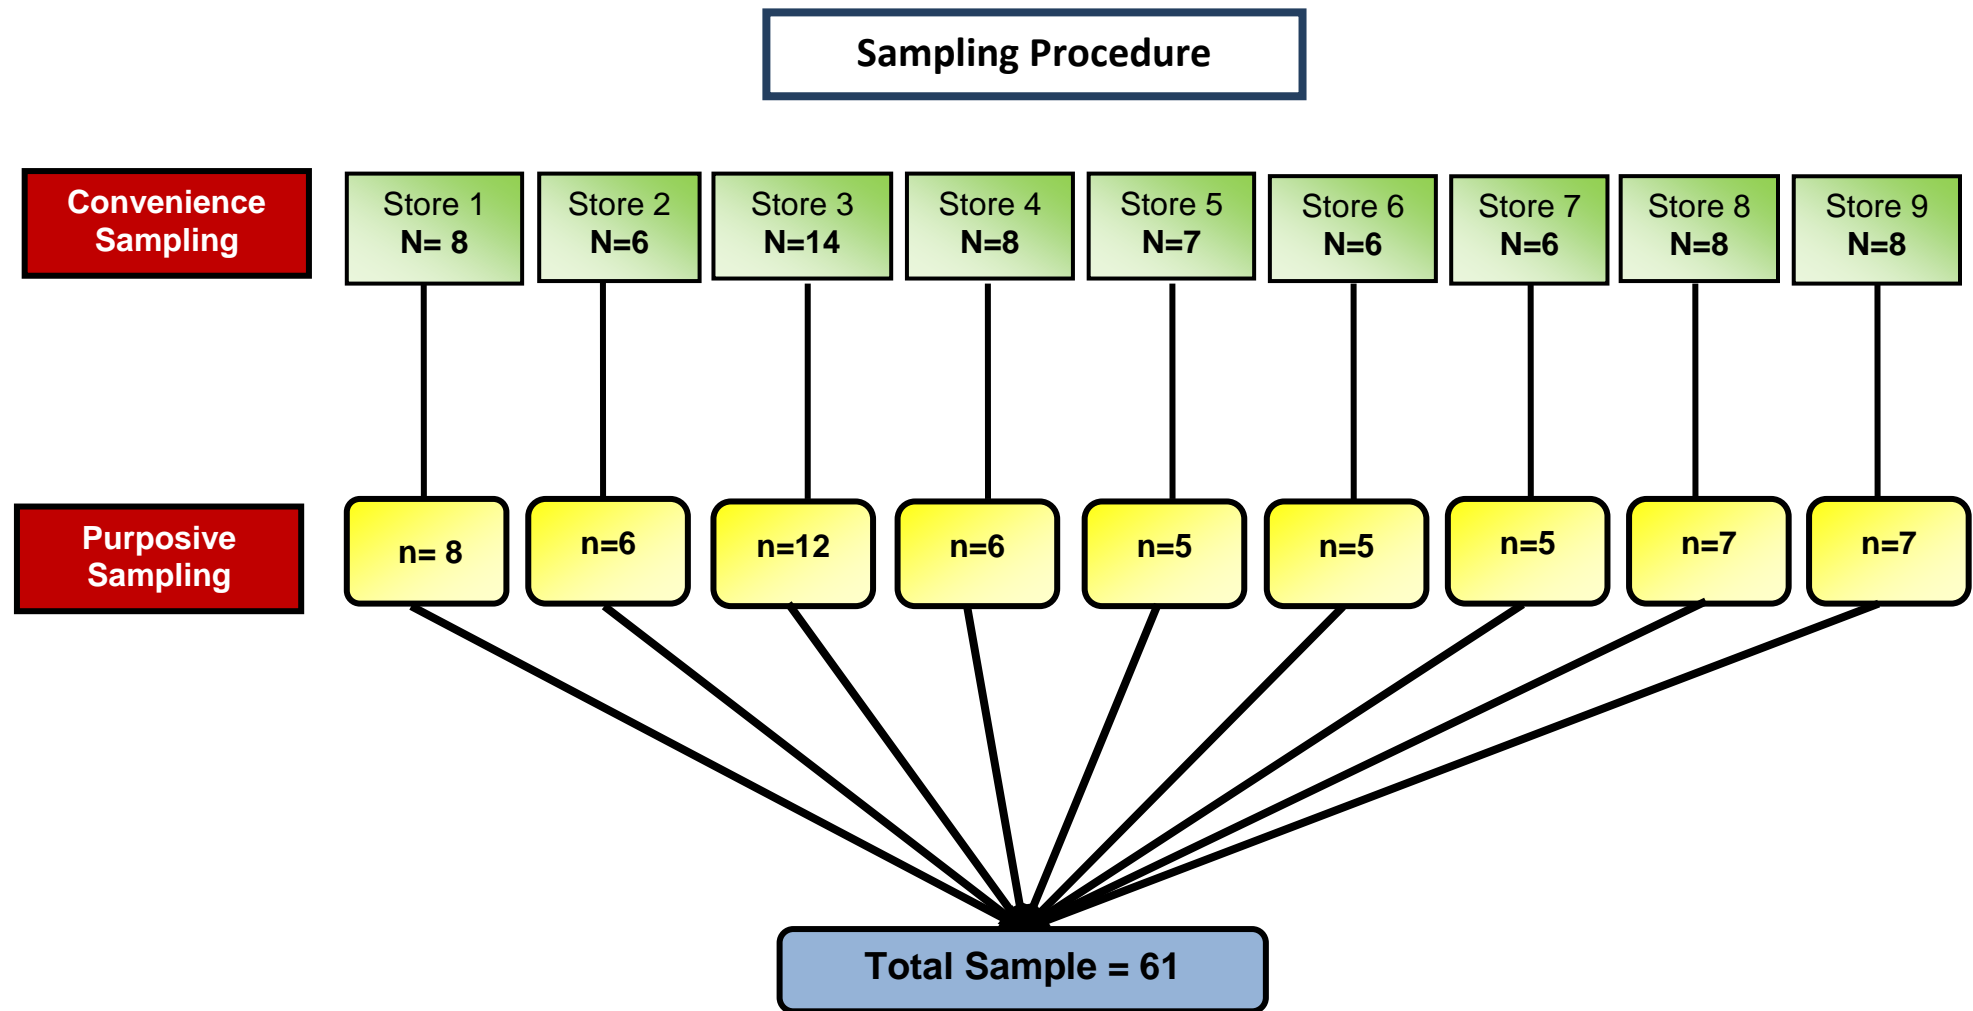 Sampling Procedure
Convenience
Sampling
Store 1
N= 8
Store 2
N=6
Store 3
N=14
Store 4
N=8
Store 5
N=7
Store 6
N=6
Store 7
N=6
Store 8
N=8
Store 9
N=8
Purposive
Sampling
n= 8
n=6
n=12
n=6
n=5
n=5
n=5
n=7
n=7
Total Sample = 61